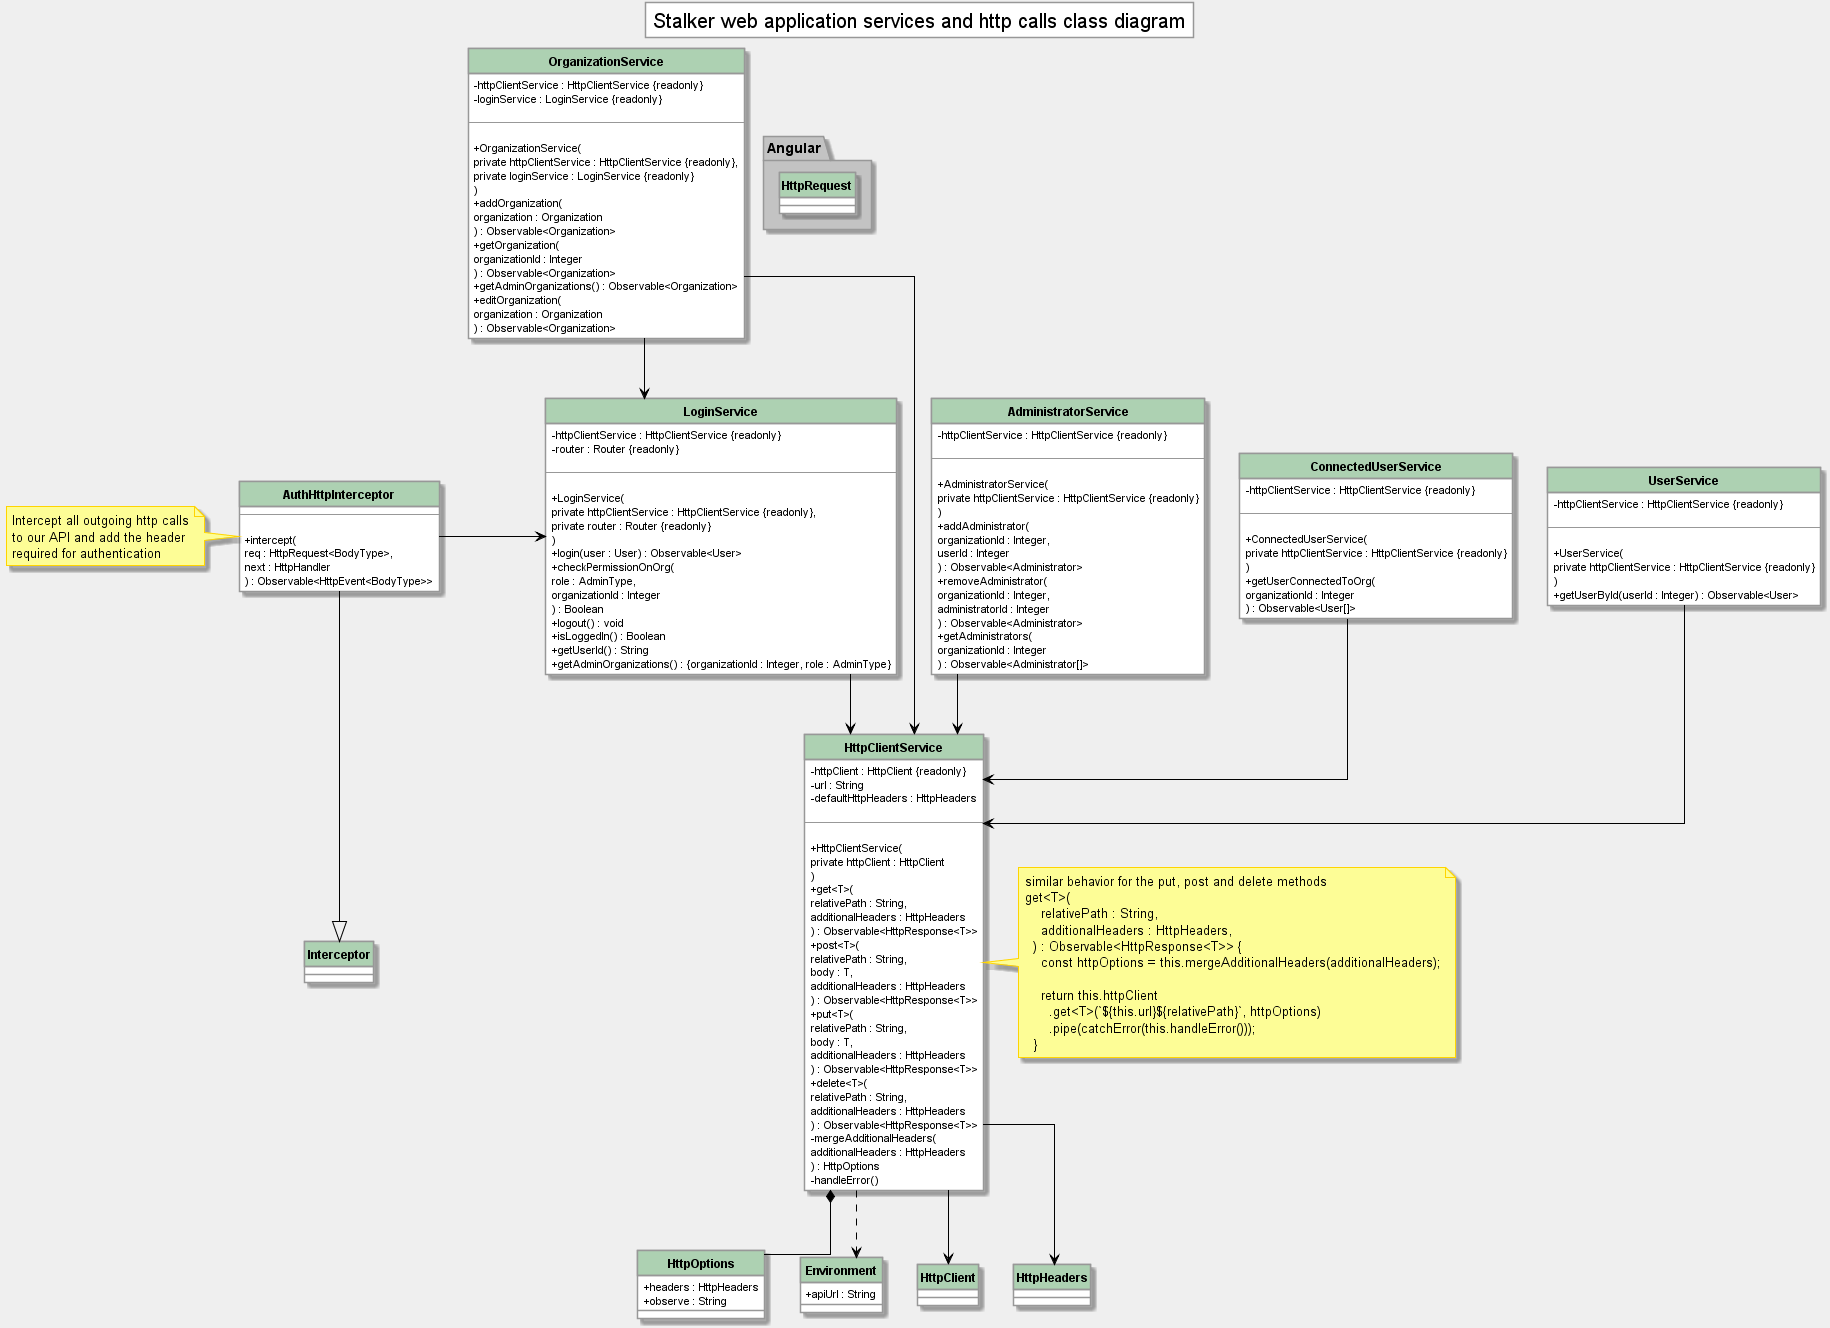 Stalker web application services and http calls class diagram
OrganizationService
-httpClientService : HttpClientService {readonly}
-loginService : LoginService {readonly}
+OrganizationService(
private httpClientService : HttpClientService {readonly},
private loginService : LoginService {readonly}
)
+addOrganization(
organization : Organization
) : Observable<Organization>
+getOrganization(
organizationId : Integer
) : Observable<Organization>
+getAdminOrganizations() : Observable<Organization>
+editOrganization(
organization : Organization
) : Observable<Organization>
Angular
HttpRequest
LoginService
-httpClientService : HttpClientService {readonly}
-router : Router {readonly}
+LoginService(
private httpClientService : HttpClientService {readonly},
private router : Router {readonly}
)
+login(user : User) : Observable<User>
+checkPermissionOnOrg(
role : AdminType,
organizationId : Integer
) : Boolean
+logout() : void
+isLoggedIn() : Boolean
+getUserId() : String
+getAdminOrganizations() : {organizationId : Integer, role : AdminType}
AdministratorService
-httpClientService : HttpClientService {readonly}
+AdministratorService(
private httpClientService : HttpClientService {readonly}
)
+addAdministrator(
organizationId : Integer,
userId : Integer
) : Observable<Administrator>
+removeAdministrator(
organizationId : Integer,
administratorId : Integer
) : Observable<Administrator>
+getAdministrators(
organizationId : Integer
) : Observable<Administrator[]>
ConnectedUserService
-httpClientService : HttpClientService {readonly}
+ConnectedUserService(
private httpClientService : HttpClientService {readonly}
)
+getUserConnectedToOrg(
organizationId : Integer
) : Observable<User[]>
UserService
-httpClientService : HttpClientService {readonly}
+UserService(
private httpClientService : HttpClientService {readonly}
)
+getUserById(userId : Integer) : Observable<User>
Intercept all outgoing http calls
to our API and add the header
required for authentication
AuthHttpInterceptor
+intercept(
req : HttpRequest<BodyType>,
next : HttpHandler
) : Observable<HttpEvent<BodyType>>
Interceptor
HttpClientService
-httpClient : HttpClient {readonly}
-url : String
-defaultHttpHeaders : HttpHeaders
+HttpClientService(
private httpClient : HttpClient
)
+get<T>(
relativePath : String,
additionalHeaders : HttpHeaders
) : Observable<HttpResponse<T>>
+post<T>(
relativePath : String,
body : T,
additionalHeaders : HttpHeaders
) : Observable<HttpResponse<T>>
+put<T>(
relativePath : String,
body : T,
additionalHeaders : HttpHeaders
) : Observable<HttpResponse<T>>
+delete<T>(
relativePath : String,
additionalHeaders : HttpHeaders
) : Observable<HttpResponse<T>>
-mergeAdditionalHeaders(
additionalHeaders : HttpHeaders
) : HttpOptions
-handleError()
similar behavior for the put, post and delete methods
get<T>(
relativePath : String,
additionalHeaders : HttpHeaders,
) : Observable<HttpResponse<T>> {
const httpOptions = this.mergeAdditionalHeaders(additionalHeaders);
return this.httpClient
.get<T>(`${this.url}${relativePath}`, httpOptions)
.pipe(catchError(this.handleError()));
}
HttpOptions
+headers : HttpHeaders
+observe : String
Environment
+apiUrl : String
HttpClient
HttpHeaders